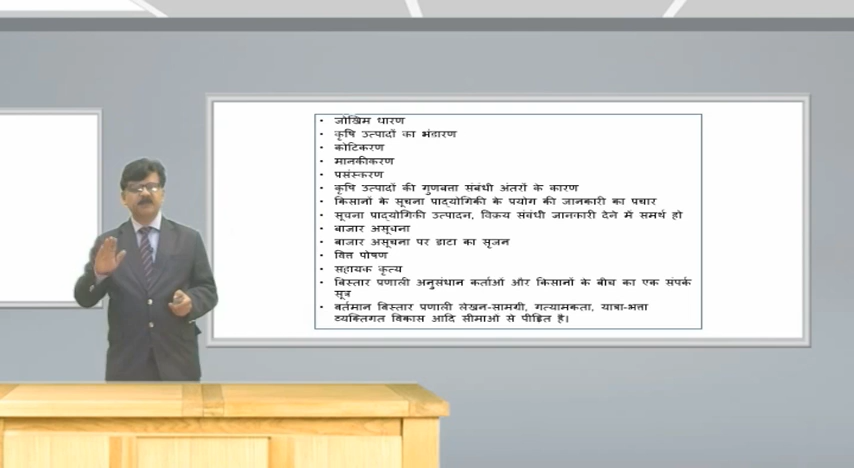 • जोखिम धारण
• कृषि उत्पादों का भंडारण
• कोटिकरण
• मानकीकरण
• प्रसंस्करण
• कृषि उत्पादों की गुणवत्ता संबंधी अंतरों के कारण
• किसानों के सूचना पाद्योगिकी के प्रयोग की जानकारी का प्रचार
• सूचना पाद्योगिकी उत्पादन, विक्रय संबंधी जानकारी देने में समर्थ हो
• बाजार असूचना
• बाजार असूचना पर डाटा का सृजन
• वित्त पोषण
• सहायक कृत्य
• विस्तार प्रणाली अनुसंधान कर्ताओं और किसानों के बीच का एक संपर्क
सूत्र
• वर्तमान विस्तार प्रणाली लेखन-सामग्री, गत्यामकता, यात्रा-भत्ता
व्यक्तिगत विकास आदि सीमाओं से पीड़ित है।